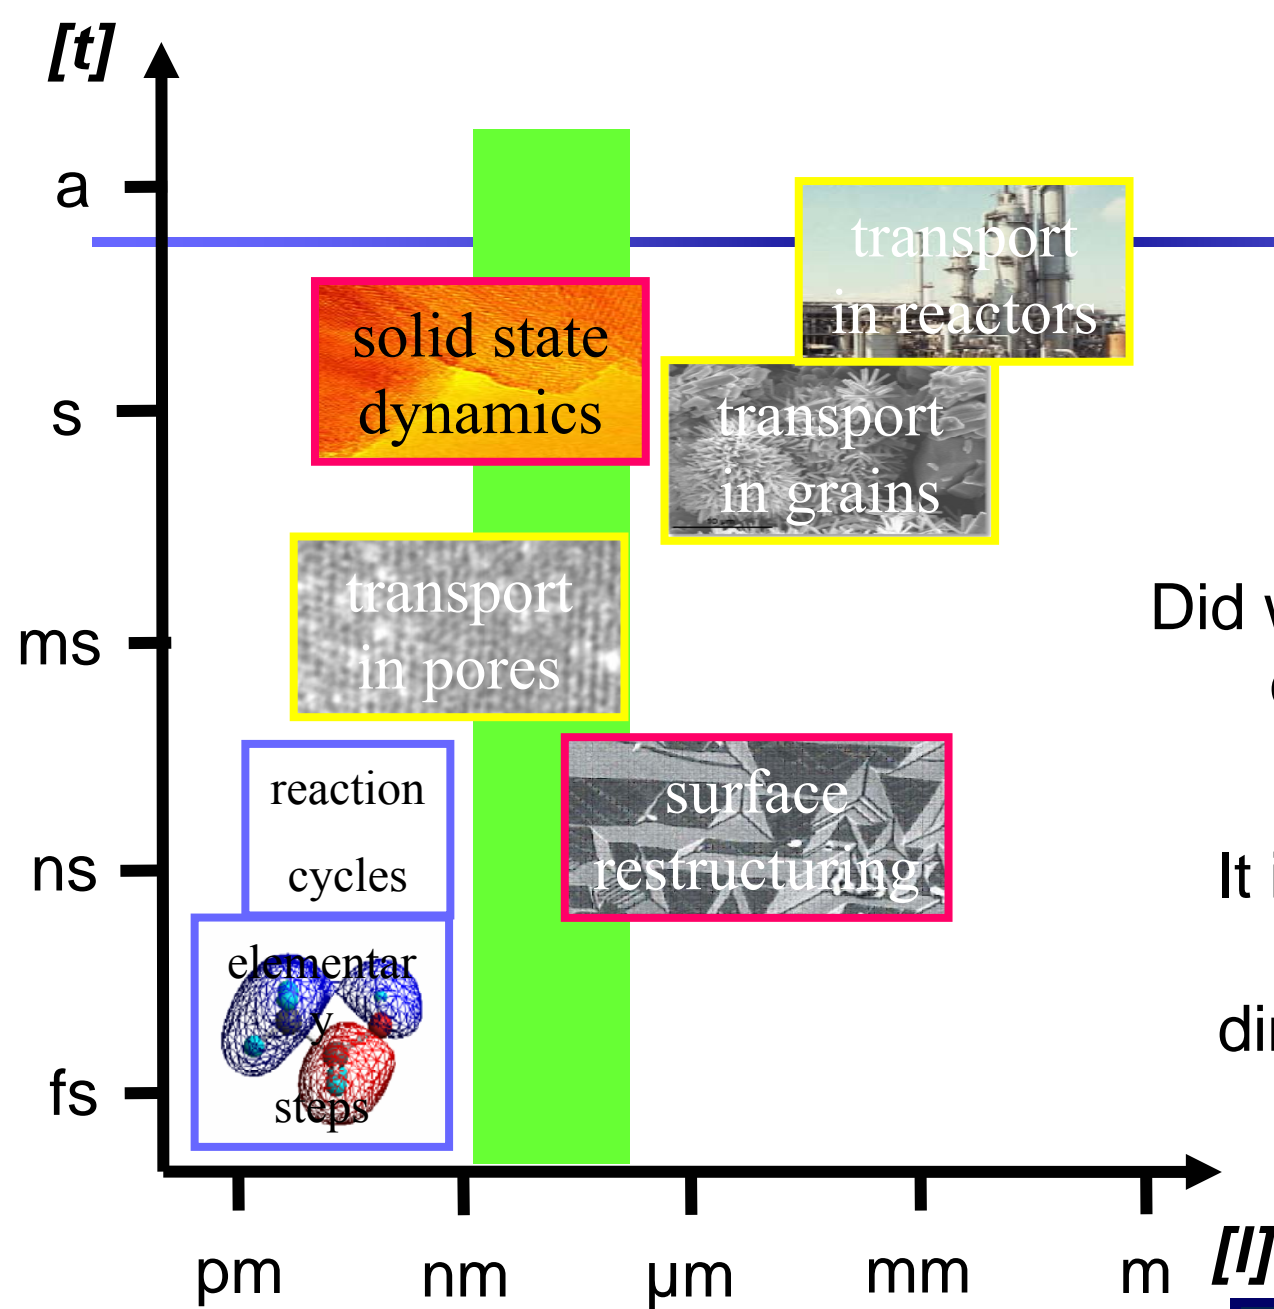 [t]
a
transport
in reactors
solid state
dynamics
s
transport
in grains
transport
in pores
ms
Did
reaction
cycles
surface
restructuring
ns
It
elementar
y
steps
fs
pm
nm
µm
mm
m
[l]